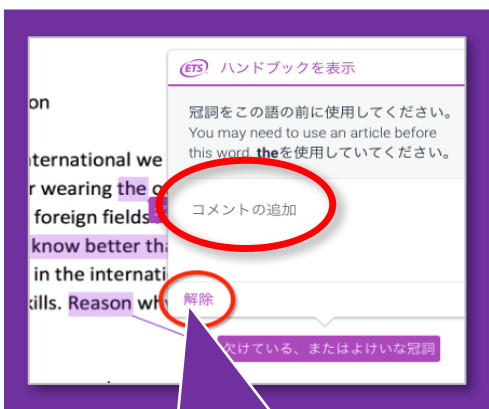 ETS ハンドブックを表示
冠詞をこの語の前に使用してください。
You may need to use an article before
this word. theを使用していてください。
コメントの追加
解除
欠けている、またはよけいな冠詞
on
ternational we
r wearing the
foreign fields
know better tha
in the internati
ills. Reason wh